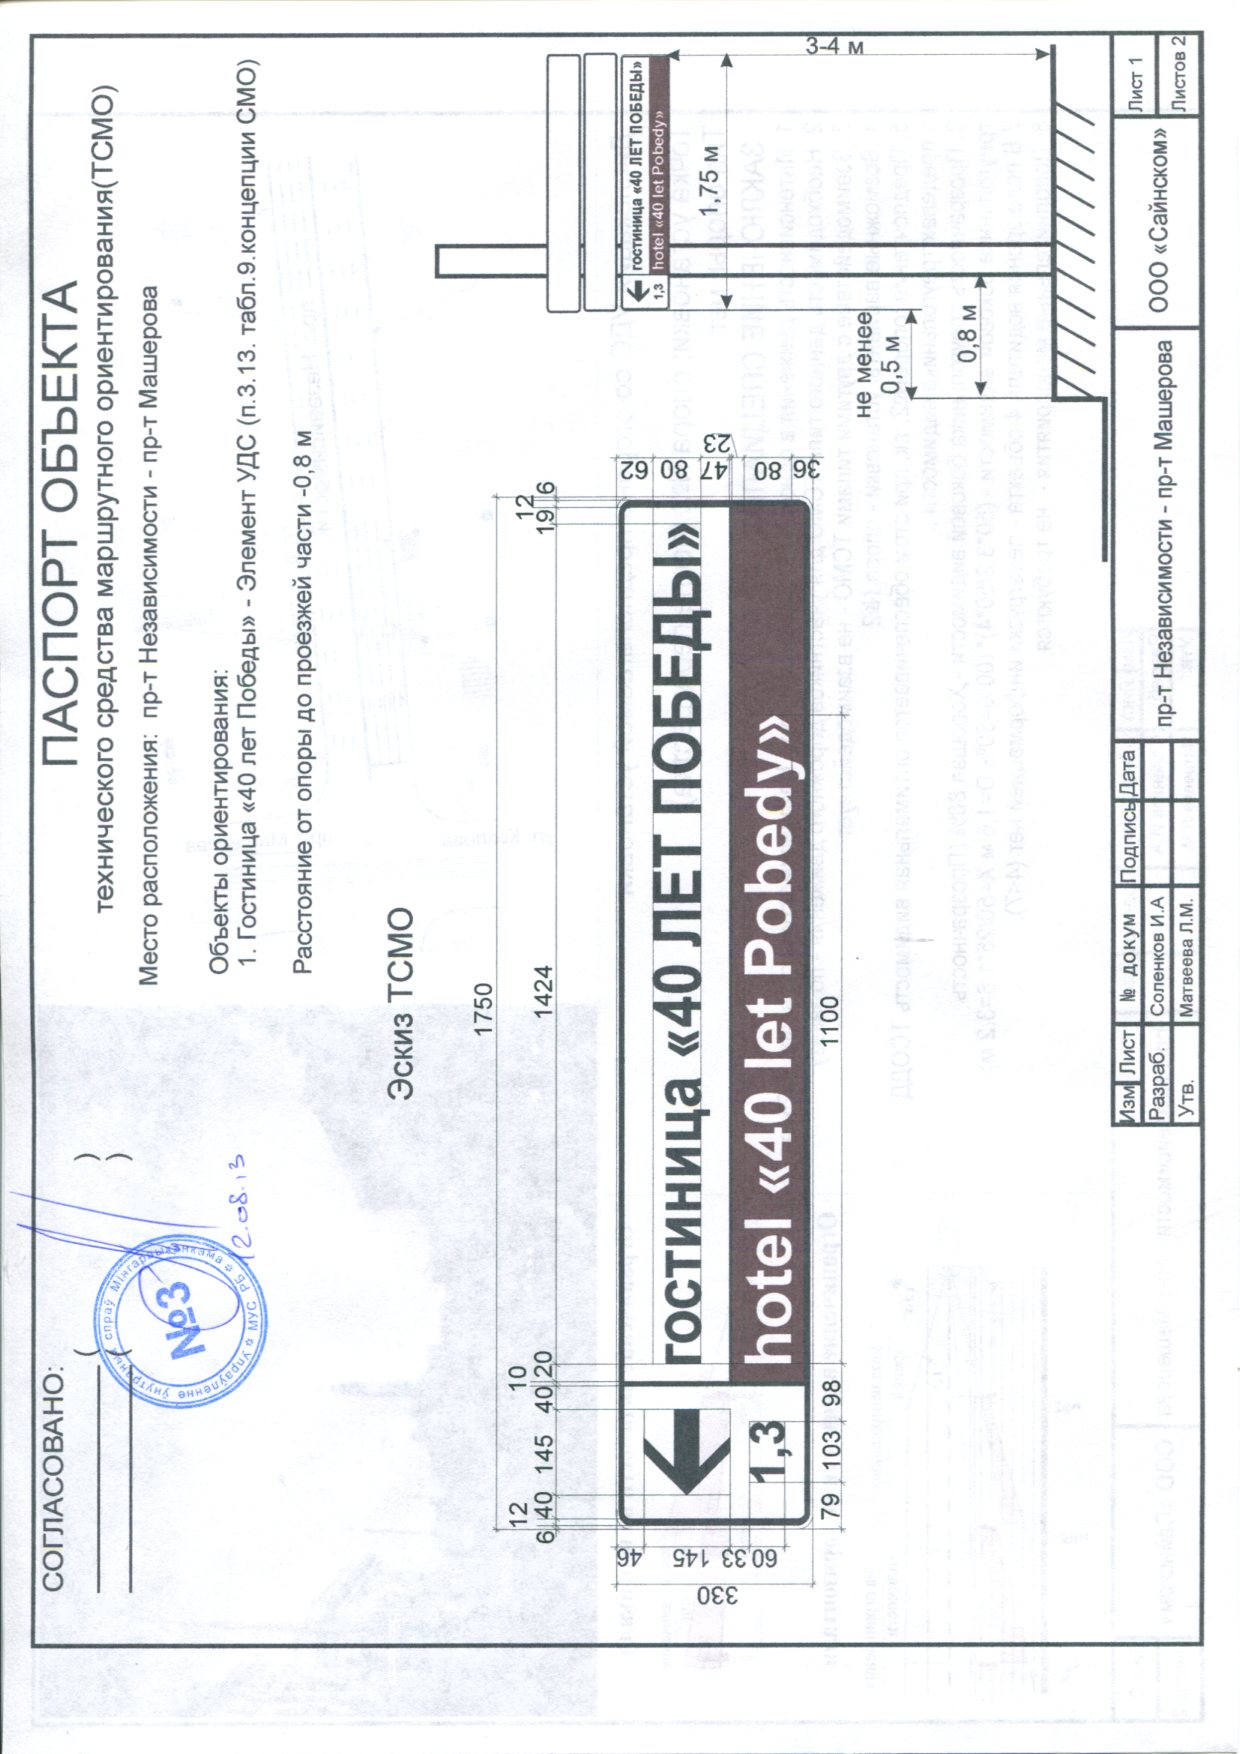 СОГЛАСОВАНО:
( )
( )
12.08.13
Упраўленне ўнутраных спраў Мінгарвыканкама * МУС РБ *
№3
ПАСПОРТ ОБЪЕКТА
технического средства маршрутного ориентирования(ТСМО)
Место расположения: пр-т Независимости - пр-т Машерова
Объекты ориентирования:
1. Гостиница «40 лет Победы» - Элемент УДС (п.3.13. табл.9.концепции СМО)
Расстояние от опоры до проезжей части -0,8 м
Эскиз ТСМО
1750
12 10 12
6 40 145 40 20 1424 19 6
гостиница «40 ЛЕТ ПОБЕДЫ»
1,3
hotel «40 let Pobedy»
79 103 98 1100
330
46 145 33 60
62 80 47 23 80 36
гостиница «40 ЛЕТ ПОБЕДЫ»
1,3 hotel «40 let Pobedy»
1,75 м
3-4 м
не менее
0,5 м
0,8 м
Изм Лист № докум Подпись Дата
Разраб. Соленков И.А
Утв. Матвеева Л.М.
пр-т Независимости - пр-т Машерова
ООО «Сайнском»
Лист 1
Листов 2